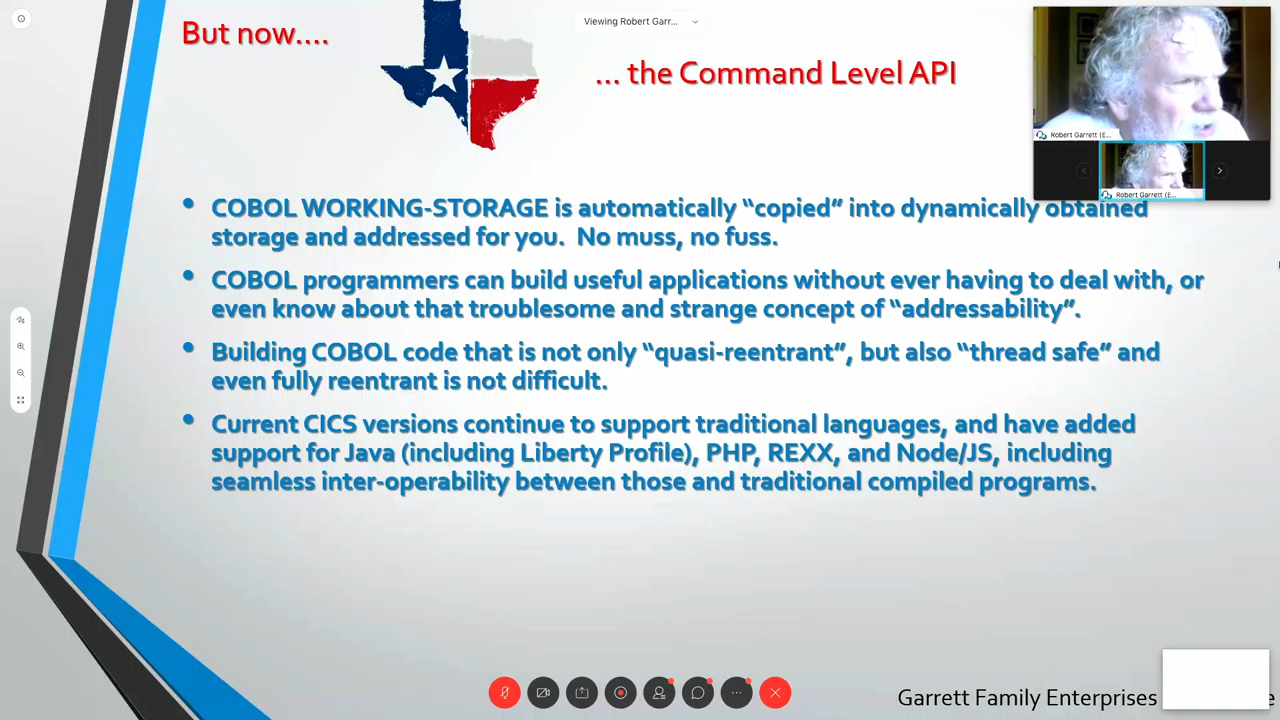 But now....
Viewing Robert Garr...
... the Command Level API
Robert Garrett (E...
Robert Garrett (E...
• COBOL WORKING-STORAGE is automatically “copied” into dynamically obtained
storage and addressed for you.  No muss, no fuss.
• COBOL programmers can build useful applications without ever having to deal with, or
even know about that troublesome and strange concept of “addressability”.
• Building COBOL code that is not only “quasi-reentrant”, but also “thread safe” and
even fully reentrant is not difficult.
• Current CICS versions continue to support traditional languages, and have added
support for Java (including Liberty Profile), PHP, REXX, and Node/JS, including
seamless inter-operability between those and traditional compiled programs.
Garrett Family Enterprises